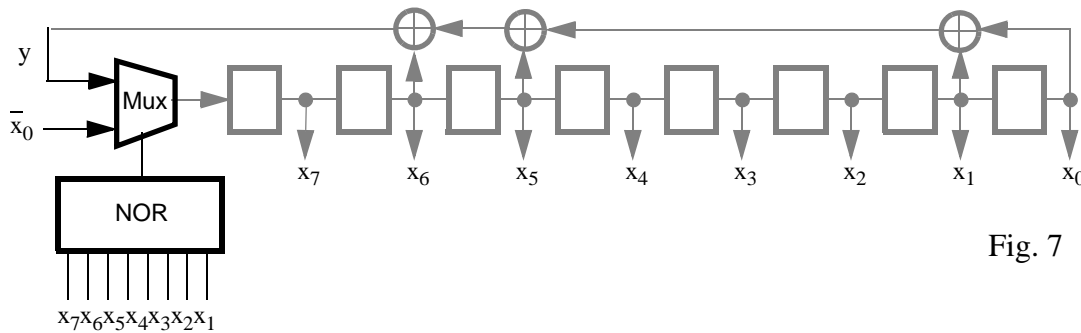 y
Mux
x̅₀
x₇ x₆ x₅ x₄ x₃ x₂ x₁ x₀
NOR
Fig. 7
x₇x₆x₅x₄x₃x₂x₁